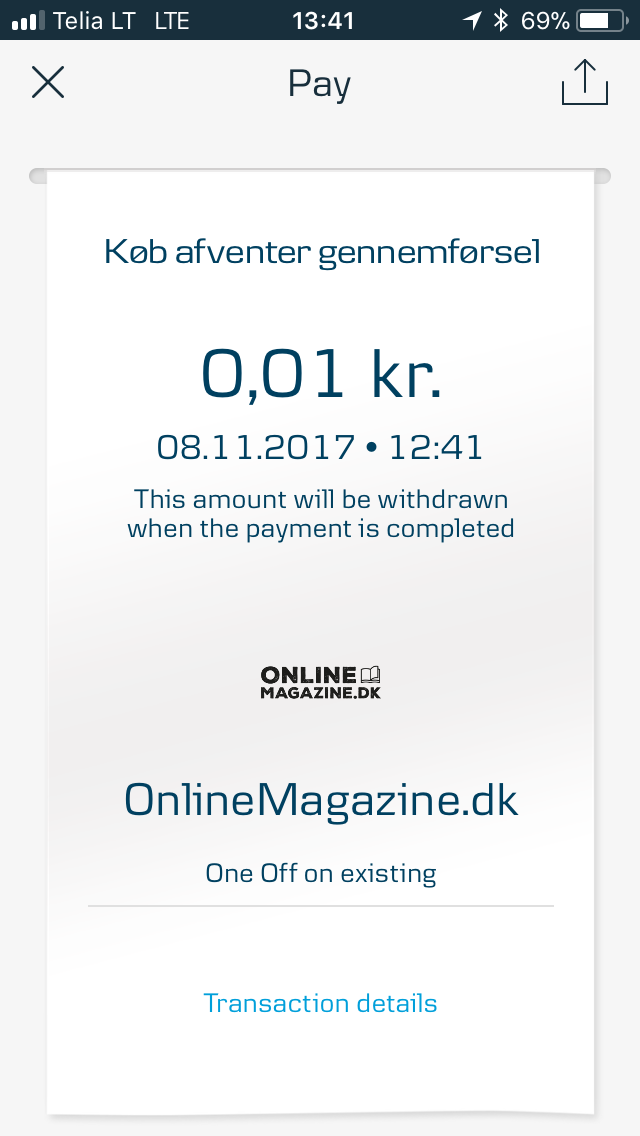 Telia LT LTE 13:41 69%
Pay
Køb afventer gennemførsel
0,01 kr.
08.11.2017 • 12:41
This amount will be withdrawn
when the payment is completed
ONLINE
MAGAZINE.DK
OnlineMagazine.dk
One Off on existing
Transaction details